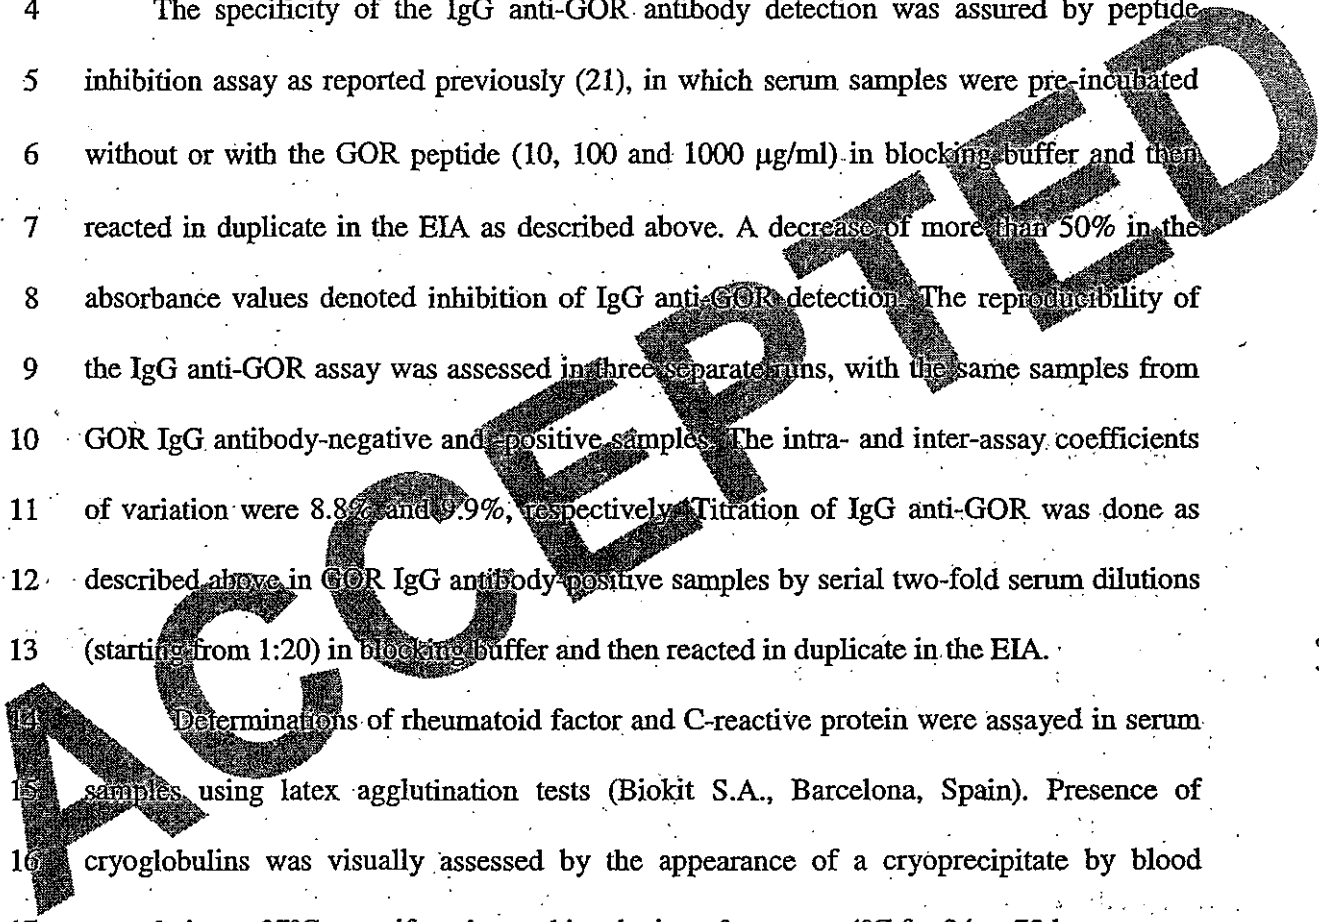 4 The specificity of the IgG anti-GOR antibody detection was assured by peptide
5 inhibition assay as reported previously (21), in which serum samples were pre-incubated
6 without or with the GOR peptide (10, 100 and 1000 µg/ml) in blocking buffer and then
7 reacted in duplicate in the EIA as described above. A decrease of more than 50% in the
8 absorbance values denoted inhibition of IgG anti-GOR detection. The reproducibility of
9 the IgG anti-GOR assay was assessed in three separate runs, with the same samples from
10 GOR IgG antibody-negative and -positive samples. The intra- and inter-assay coefficients
11 of variation were 8.8% and 9.9%, respectively. Titration of IgG anti-GOR was done as
12 described above in GOR IgG antibody-positive samples by serial two-fold serum dilutions
13 (starting from 1:20) in blocking buffer and then reacted in duplicate in the EIA.
14 Determinations of rheumatoid factor and C-reactive protein were assayed in serum
15 samples using latex agglutination tests (Biokit S.A., Barcelona, Spain). Presence of
16 cryoglobulins was visually assessed by the appearance of a cryoprecipitate by blood
ACCEPTED